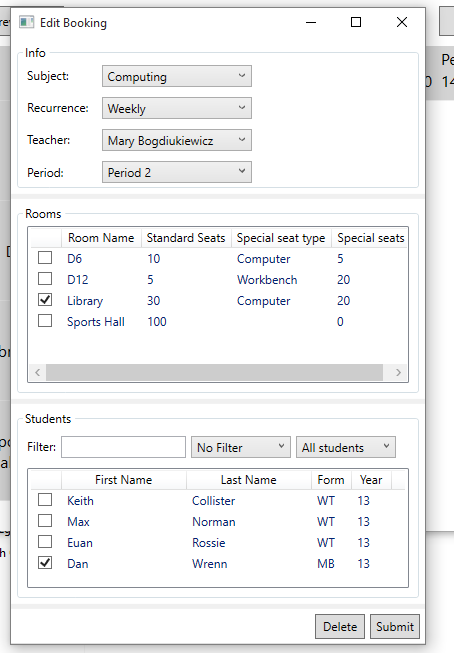 Edit Booking
Info
Subject: Computing
Recurrence: Weekly
Teacher: Mary Bogdiukiewicz
Period: Period 2
Rooms
Room Name Standard Seats Special seat type Special seats
D6 10 Computer 5
D12 5 Workbench 20
Library 30 Computer 20
Sports Hall 100 0
Students
Filter: No Filter All students
First Name Last Name Form Year
Keith Collister WT 13
Max Norman WT 13
Euan Rossie WT 13
Dan Wrenn MB 13
Delete Submit